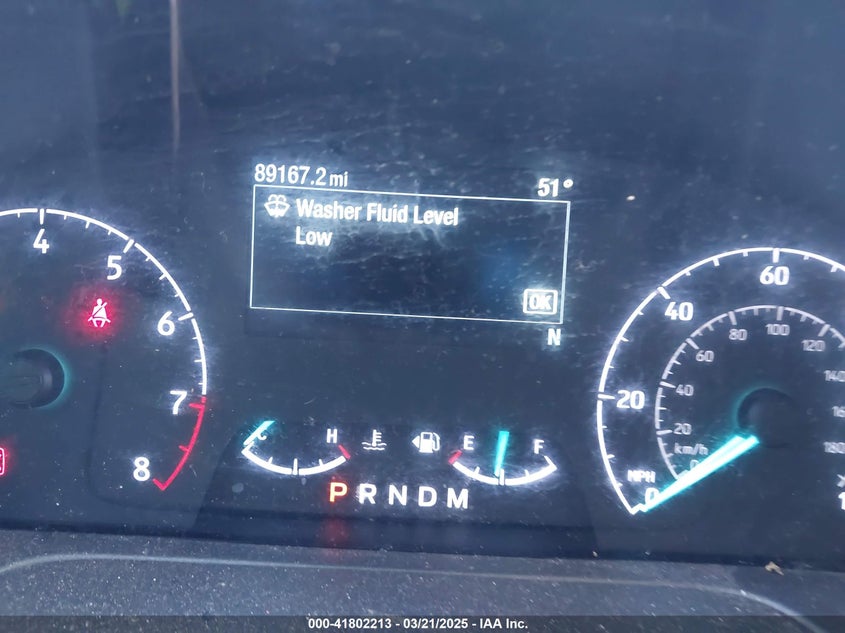 89167.2 mi
51°
Washer Fluid Level
Low
OK
N
4
5
6
7
8
C
H
E
F
P R N D M
0
20
40
60
MPH
km/h
0
20
40
60
80
100
120
000-41802213 - 03/21/2025 - IAA Inc.